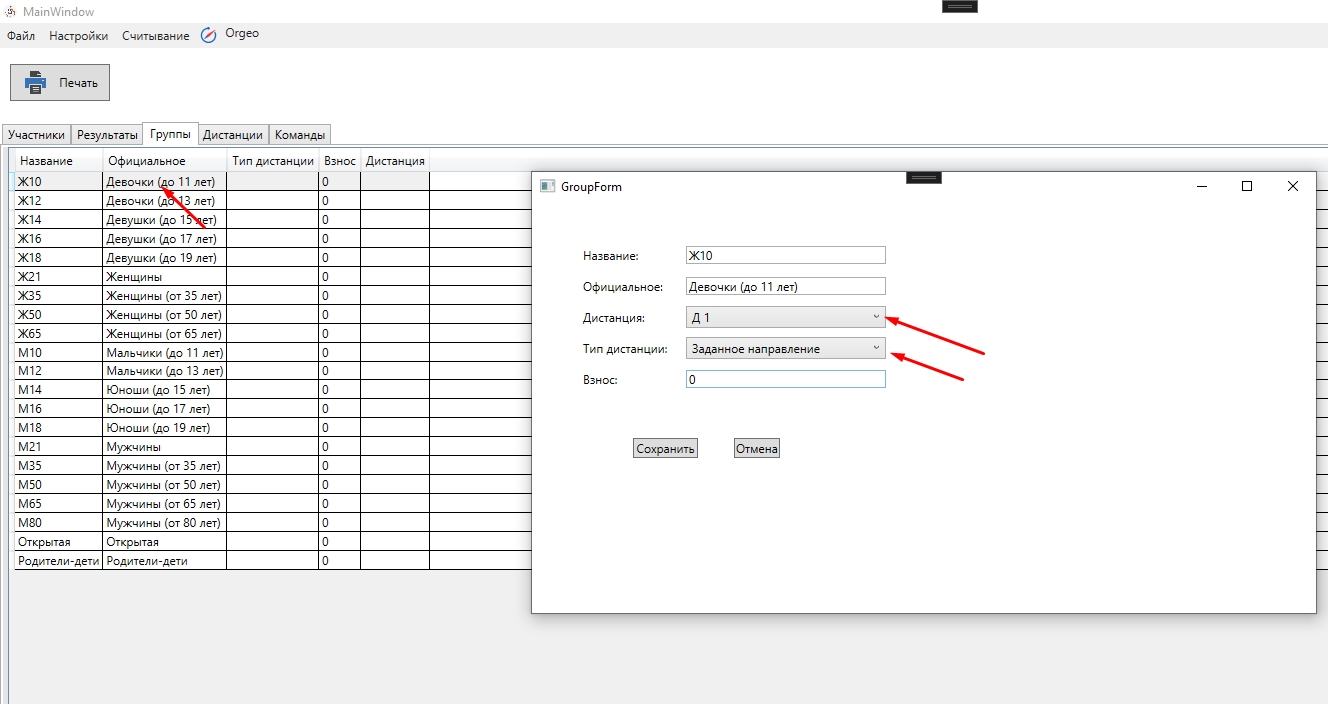 MainWindow
Файл Настройки Считывание Orgeo
Печать
Участники Результаты Группы Дистанции Команды
Название Официальное Тип дистанции Взнос Дистанция
Ж10 Девочки (до 11 лет) 0
Ж12 Девочки (до 13 лет) 0
Ж14 Девушки (до 15 лет) 0
Ж16 Девушки (до 17 лет) 0
Ж18 Девушки (до 19 лет) 0
Ж21 Женщины 0
Ж35 Женщины (от 35 лет) 0
Ж50 Женщины (от 50 лет) 0
Ж65 Женщины (от 65 лет) 0
М10 Мальчики (до 11 лет) 0
М12 Мальчики (до 13 лет) 0
М14 Юноши (до 15 лет) 0
М16 Юноши (до 17 лет) 0
М18 Юноши (до 19 лет) 0
М21 Мужчины 0
М35 Мужчины (от 35 лет) 0
М50 Мужчины (от 50 лет) 0
М65 Мужчины (от 65 лет) 0
М80 Мужчины (от 80 лет) 0
Открытая Открытая 0
Родители-дети Родители-дети 0
GroupForm
Название: Ж10
Официальное: Девочки (до 11 лет)
Дистанция: Д 1
Тип дистанции: Заданное направление
Взнос: 0
Сохранить Отмена